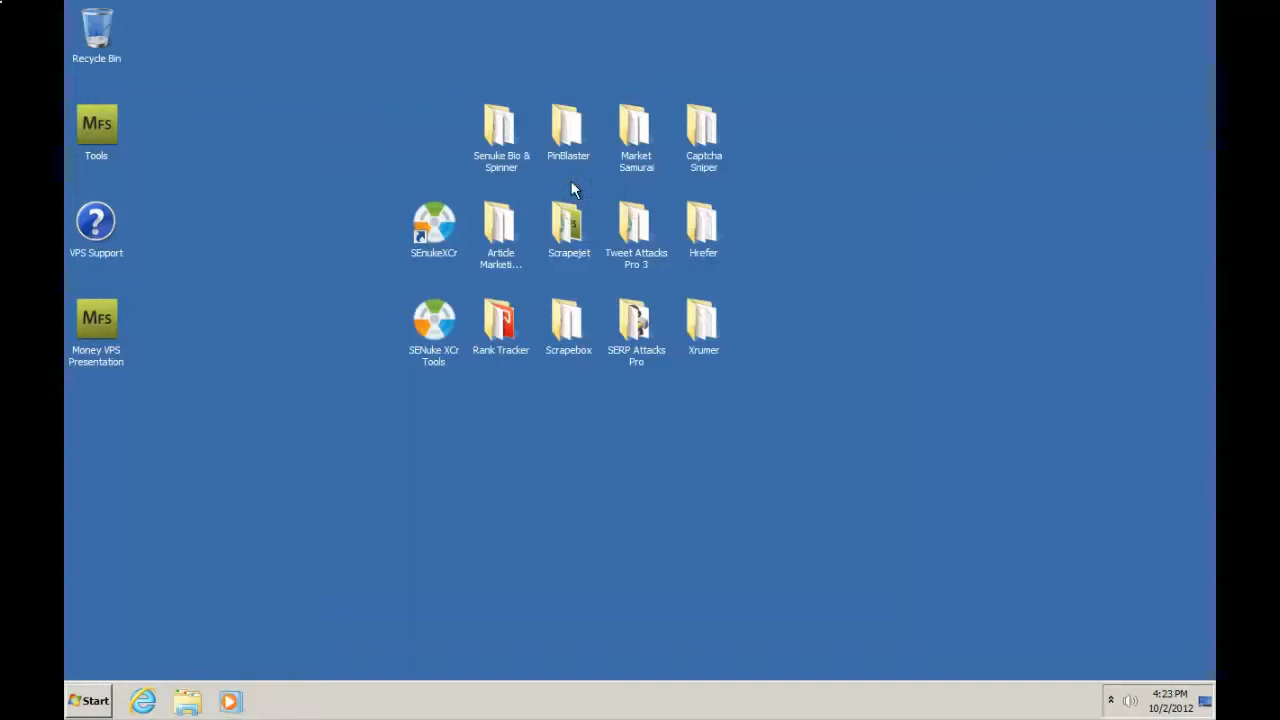 Recycle Bin
MFS
Tools
Senuke Bio &
Spinner
PinBlaster
Market
Samurai
Captcha
Sniper
VPS Support
SEnukeXCr
Article
Marketi...
Scrapejet
Tweet Attacks
Pro 3
Hrefer
MFS
Money VPS
Presentation
SENuke XCr
Tools
Rank Tracker
Scrapebox
SERP Attacks
Pro
Xrumer
Start
4:23 PM
10/2/2012